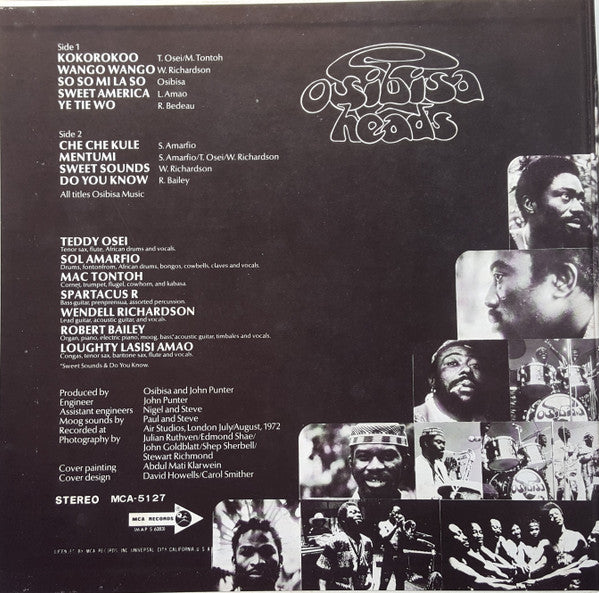 Side 1
KOKOROKOO T. Osei/M. Tontoh
WANGO WANGO W. Richardson
SO SO MI LA SO Osibisa
SWEET AMERICA L. Amao
YE TIE WO R. Bedeau
Side 2
CHE CHE KULE S. Amarfio
MENTUMI S. Amarfio/T. Osei/W. Richardson
SWEET SOUNDS W. Richardson
DO YOU KNOW R. Bailey
All titles Osibisa Music
Osibisa
heads
TEDDY OSEI
Tenor sax, flute, African drums and vocals.
SOL AMARFIO
Drums, fontonfrom, African drums, bongos, cowbells, claves and vocals.
MAC TONTOH
Cornet, trumpet, flugel, cowhorn, and kabasa.
SPARTACUS R
Bass guitar, prenprensua, assorted percussion.
WENDELL RICHARDSON
Lead guitar, acoustic guitar, and vocals.
ROBERT BAILEY
Organ, piano, electric piano, moog, bass, acoustic guitar, timbales and vocals.
LOUGHTY LASISI AMAO
Congas, tenor sax, baritone sax, flute and vocals.
*Sweet Sounds & Do You Know.
Produced by Osibisa and John Punter
Engineer John Punter
Assistant engineers Nigel and Steve
Moog sounds by Paul and Steve
Recorded at Air Studios, London July/August, 1972
Photography by Julian Ruthven/Edmond Shae/
John Goldblatt/Shep Sherbell/
Stewart Richmond
Cover painting Abdul Mati Klarwein
Cover design David Howells/Carol Smither
STEREO MCA-5127
MCA RECORDS
OSIBISA
OSIBISA